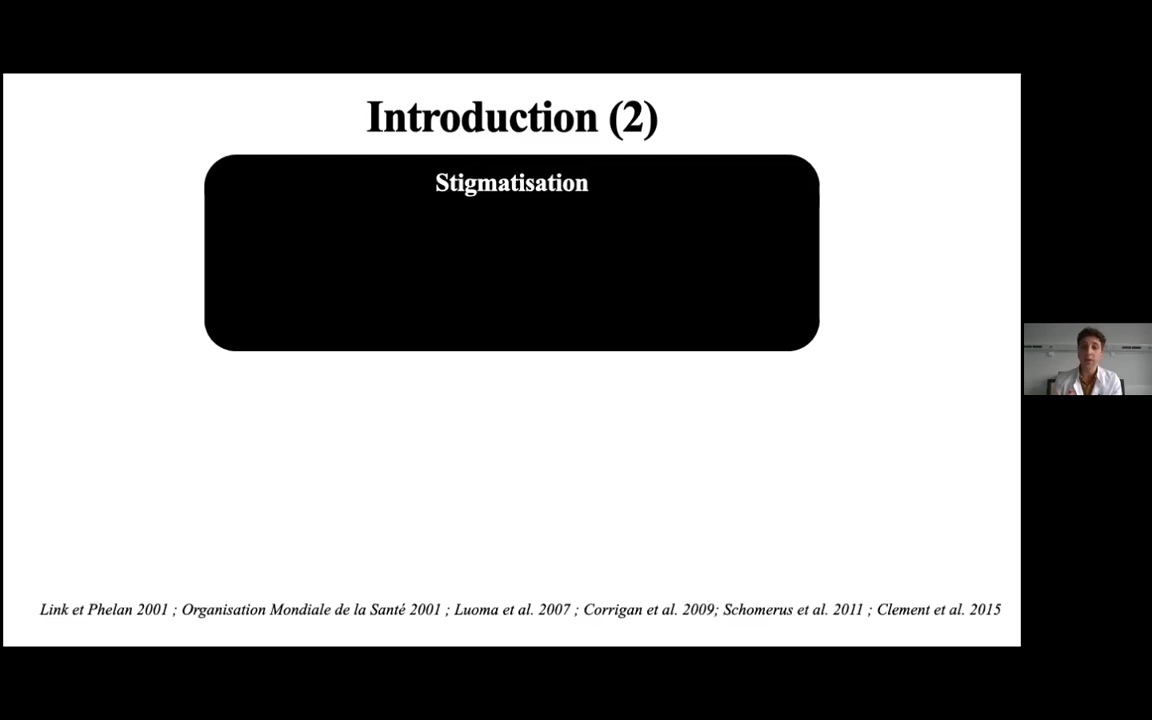 Introduction (2)
Stigmatisation
Link et Phelan 2001 ; Organisation Mondiale de la Santé 2001 ; Luoma et al. 2007 ; Corrigan et al. 2009; Schomerus et al. 2011 ; Clement et al. 2015